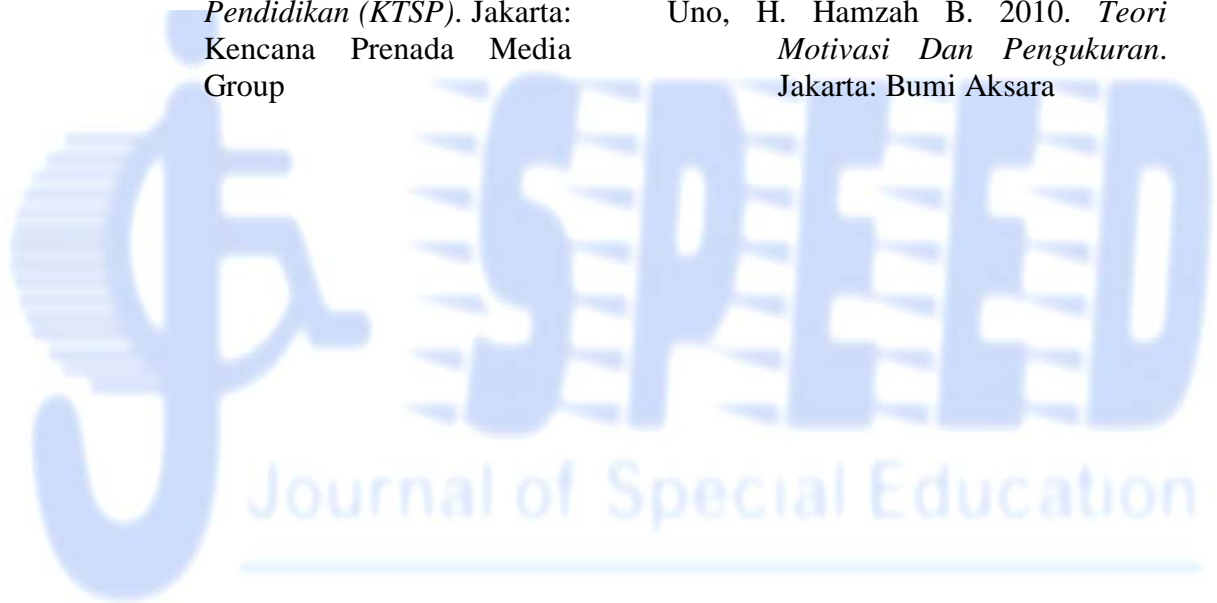 Pendidikan (KTSP). Jakarta:
Kencana Prenada Media
Group
Uno, H. Hamzah B. 2010. Teori
Motivasi Dan Pengukuran.
Jakarta: Bumi Aksara
j SPEED
Journal of Special Education